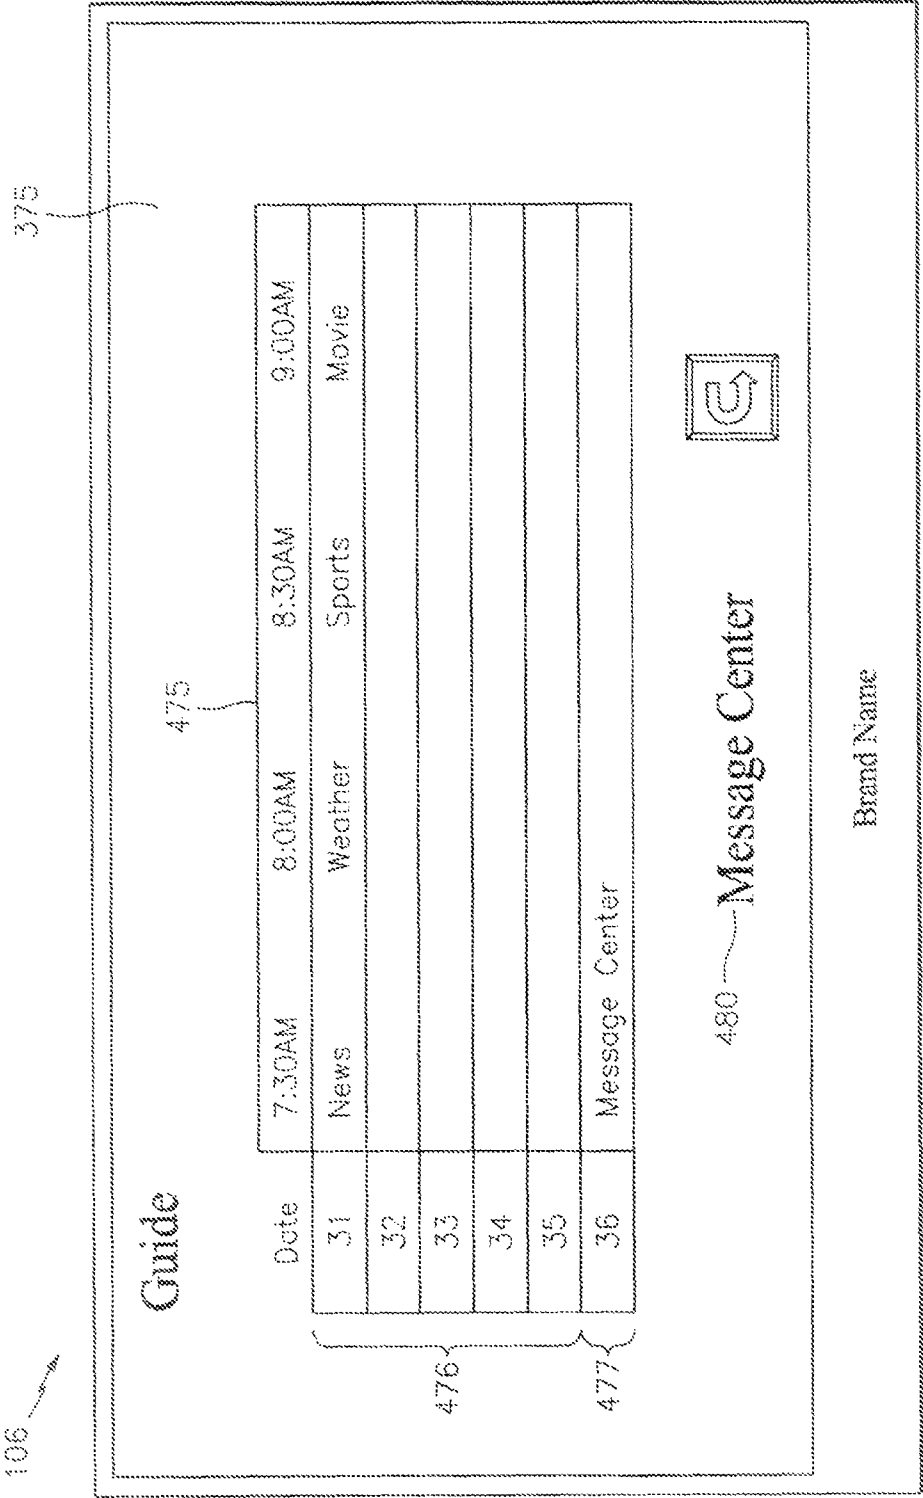 106
375
Guide
475
Date 7:30AM 8:00AM 8:30AM 9:00AM
31 News Weather Sports Movie
32
33
34
35
36 Message Center
476
477
480 Message Center
Brand Name